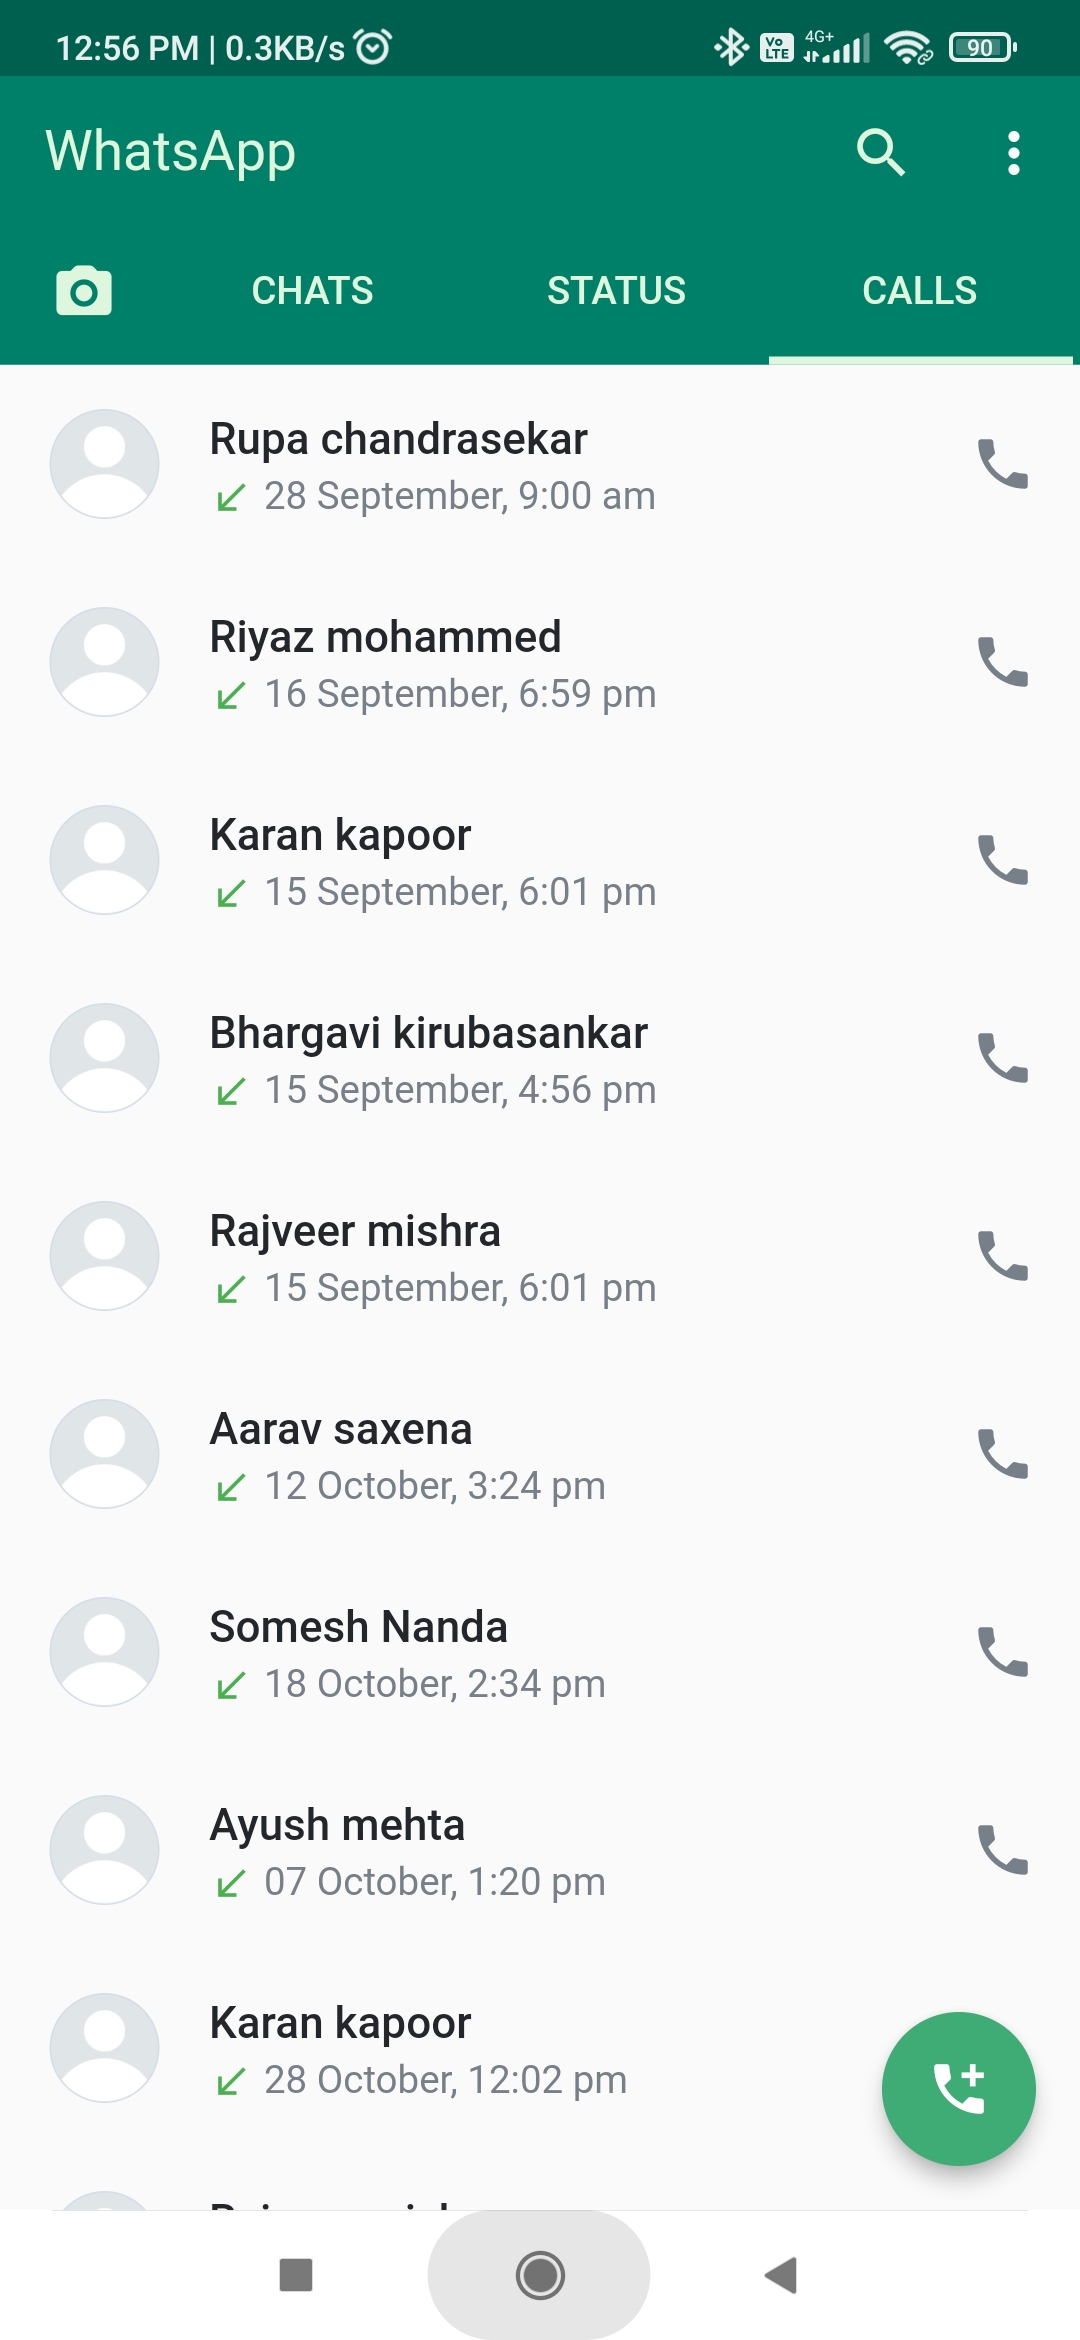 12:56 PM | 0.3KB/s Vo LTE 4G+ 90
WhatsApp
CHATS STATUS CALLS
Rupa chandrasekar
28 September, 9:00 am
Riyaz mohammed
16 September, 6:59 pm
Karan kapoor
15 September, 6:01 pm
Bhargavi kirubasankar
15 September, 4:56 pm
Rajveer mishra
15 September, 6:01 pm
Aarav saxena
12 October, 3:24 pm
Somesh Nanda
18 October, 2:34 pm
Ayush mehta
07 October, 1:20 pm
Karan kapoor
28 October, 12:02 pm